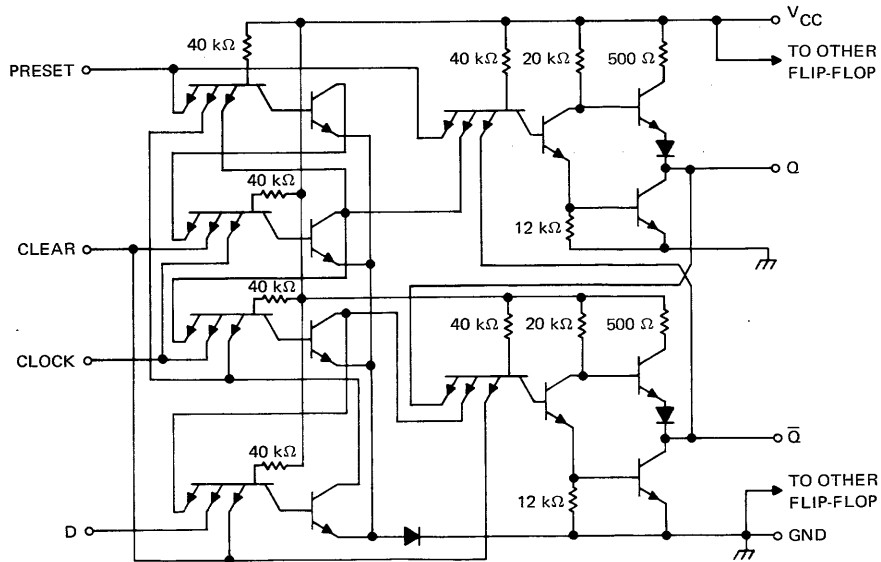 V_CC
40 kΩ
40 kΩ
20 kΩ
500 Ω
TO OTHER
FLIP-FLOP
PRESET
Q
40 kΩ
12 kΩ
CLEAR
40 kΩ
40 kΩ
20 kΩ
500 Ω
CLOCK
Q̅
40 kΩ
TO OTHER
FLIP-FLOP
12 kΩ
D
GND